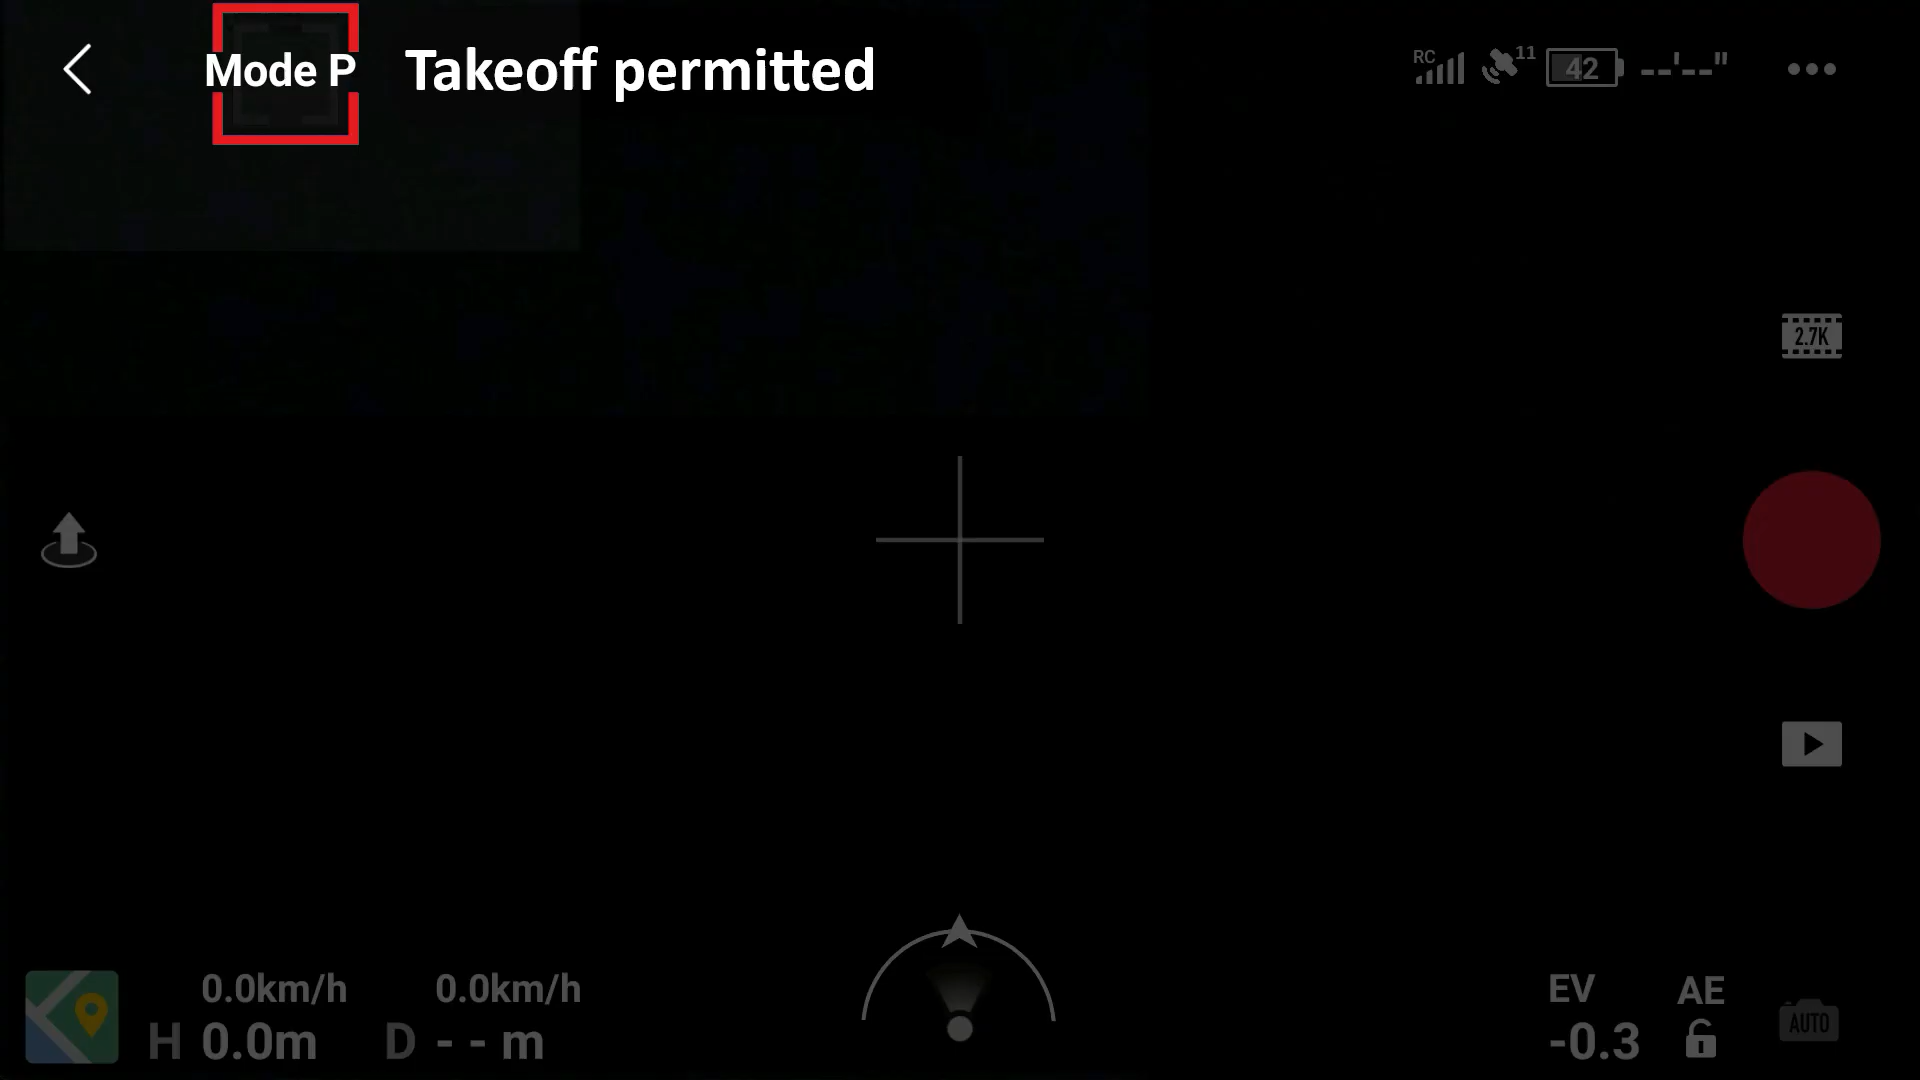 Mode P
Takeoff permitted
RC
11
42
--'--"
2.7K
0.0km/h
0.0km/h
H 0.0m
D - - m
EV
-0.3
AE
AUTO